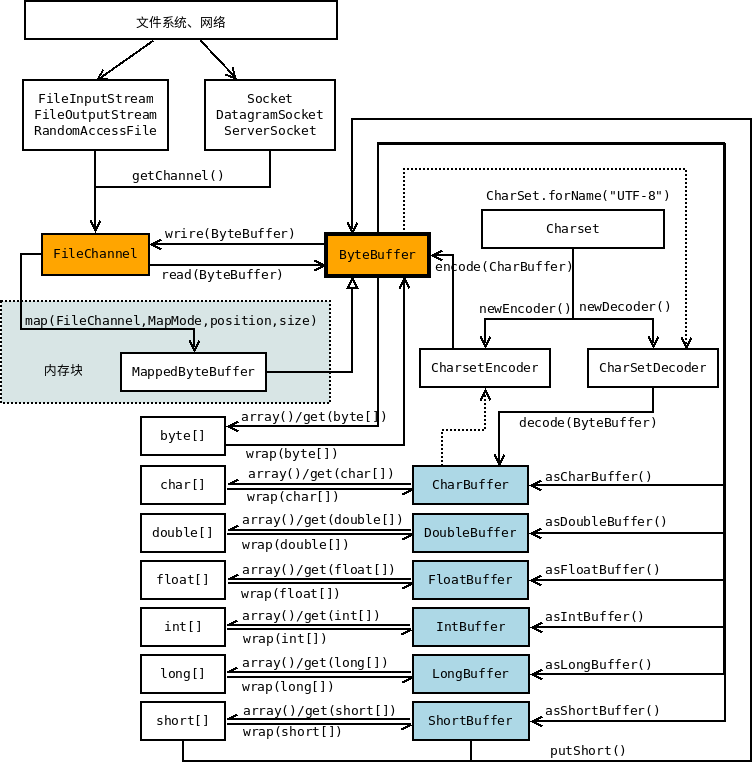 文件系统、网络
FileInputStream
FileOutputStream
RandomAccessFile
Socket
DatagramSocket
ServerSocket
getChannel()
CharSet.forName("UTF-8")
Charset
wrire(ByteBuffer)
FileChannel
ByteBuffer
read(ByteBuffer)
encode(CharBuffer)
newEncoder()
newDecoder()
map(FileChannel,MapMode,position,size)
内存块
MappedByteBuffer
CharsetEncoder
CharSetDecoder
array()/get(byte[])
byte[]
wrap(byte[])
decode(ByteBuffer)
array()/get(char[])
char[]
wrap(char[])
CharBuffer
asCharBuffer()
array()/get(double[])
double[]
wrap(double[])
DoubleBuffer
asDoubleBuffer()
array()/get(float[])
float[]
wrap(float[])
FloatBuffer
asFloatBuffer()
array()/get(int[])
int[]
wrap(int[])
IntBuffer
asIntBuffer()
array()/get(long[])
long[]
wrap(long[])
LongBuffer
asLongBuffer()
array()/get(short[])
short[]
wrap(short[])
ShortBuffer
asShortBuffer()
putShort()